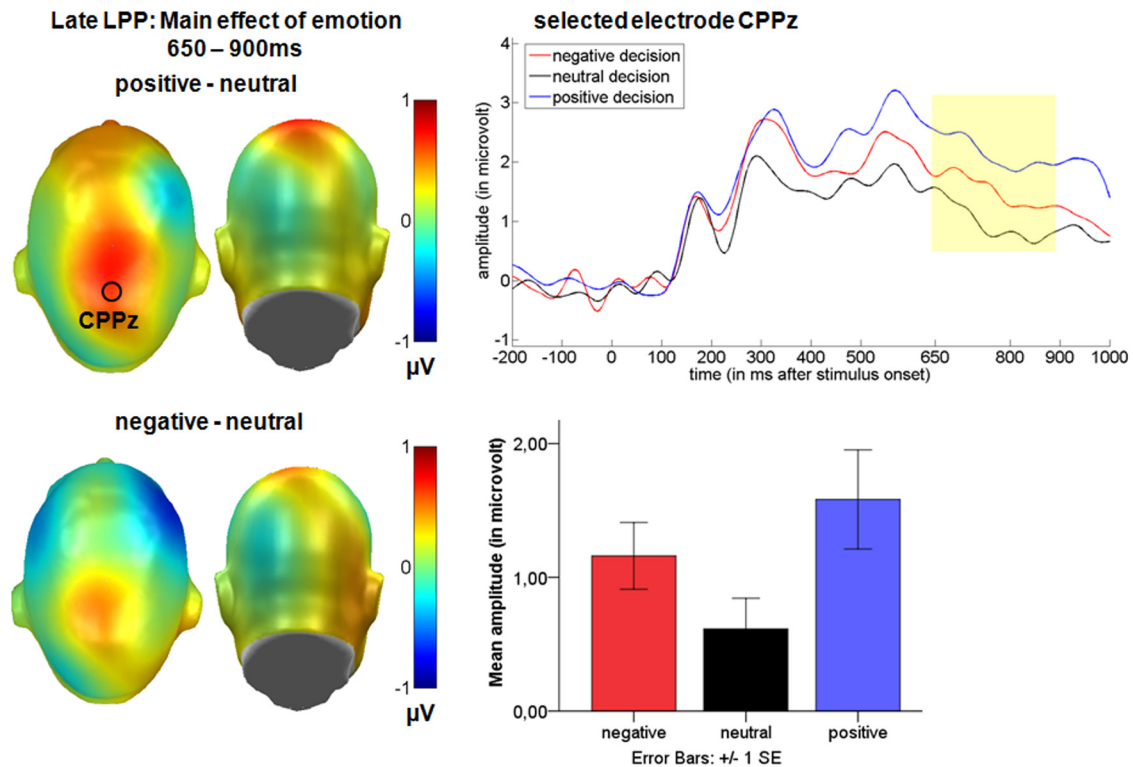 Late LPP: Main effect of emotion
650 – 900ms
positive - neutral
1
0
-1
µV
CPPz
negative - neutral
1
0
-1
µV
selected electrode CPPz
negative decision
neutral decision
positive decision
amplitude (in microvolt)
4
3
2
1
0
-1
-200 -100 0 100 200 300 400 500 650 800 900 1000
time (in ms after stimulus onset)
Mean amplitude (in microvolt)
2,00
1,00
0,00
negative neutral positive
Error Bars: +/- 1 SE